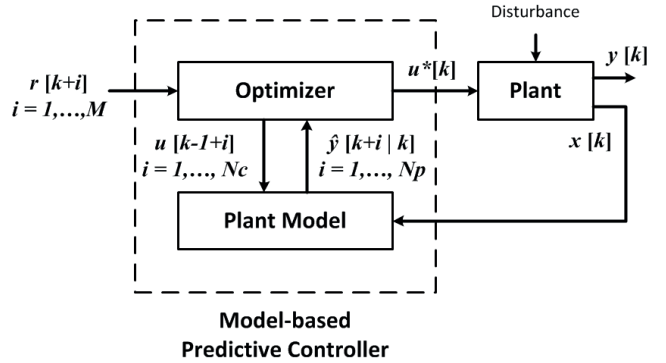 Disturbance
r [k+i]
i = 1,...,M
Optimizer
u*[k]
Plant
y [k]
x [k]
u [k-1+i]
i = 1,..., Nc
ŷ [k+i | k]
i = 1,..., Np
Plant Model
Model-based
Predictive Controller